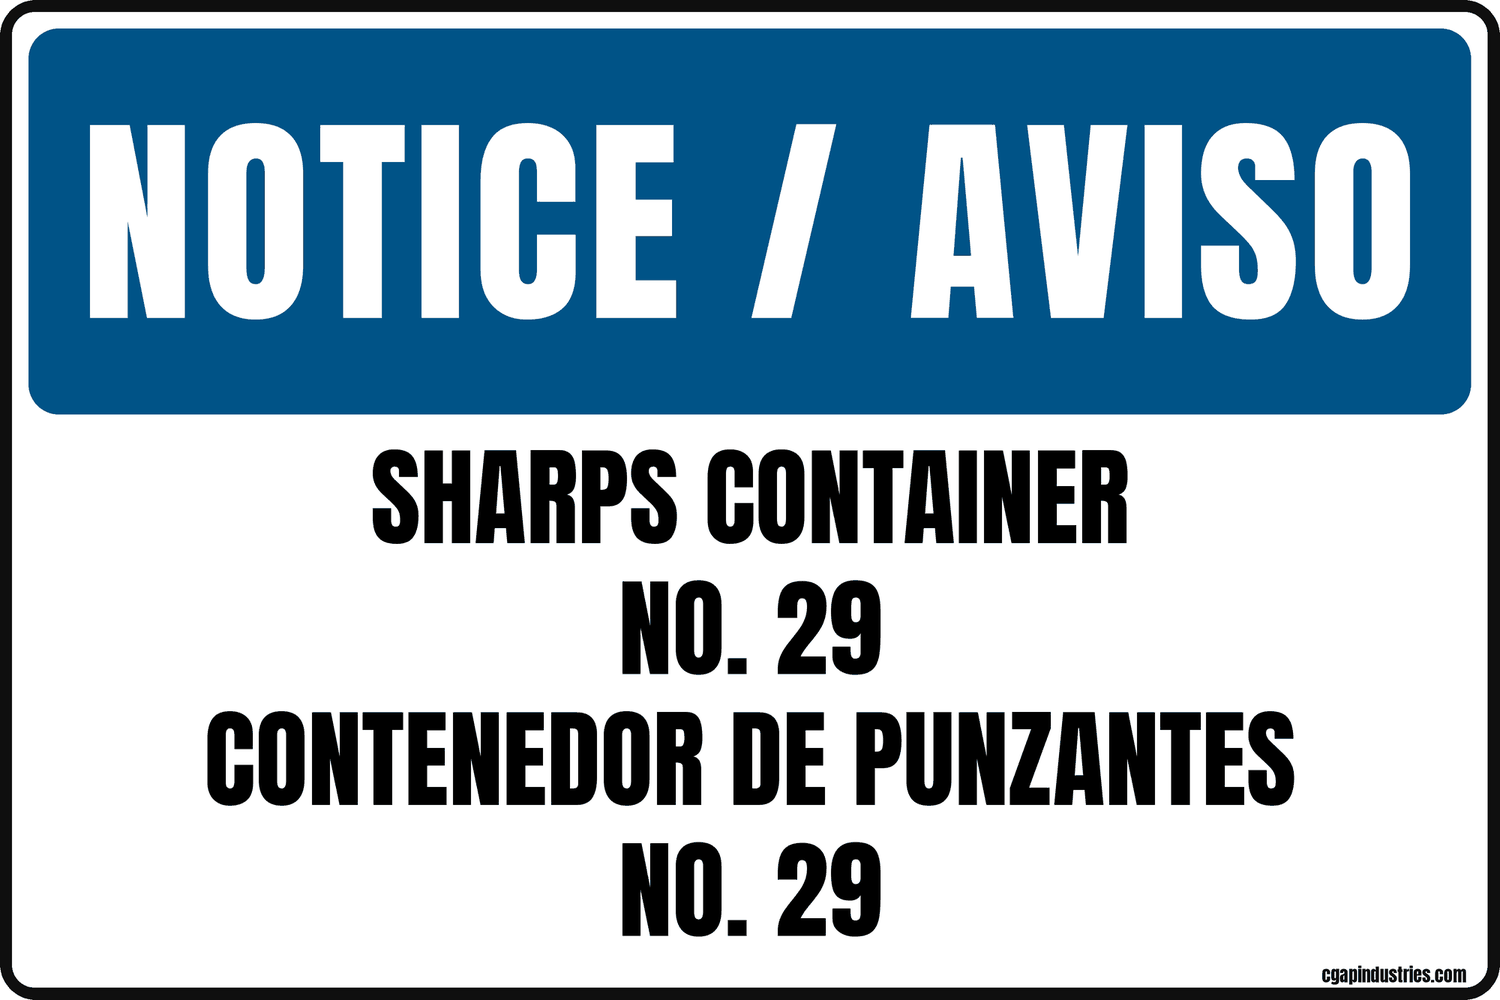 NOTICE / AVISO
SHARPS CONTAINER
NO. 29
CONTENEDOR DE PUNZANTES
NO. 29
cgapindustries.com